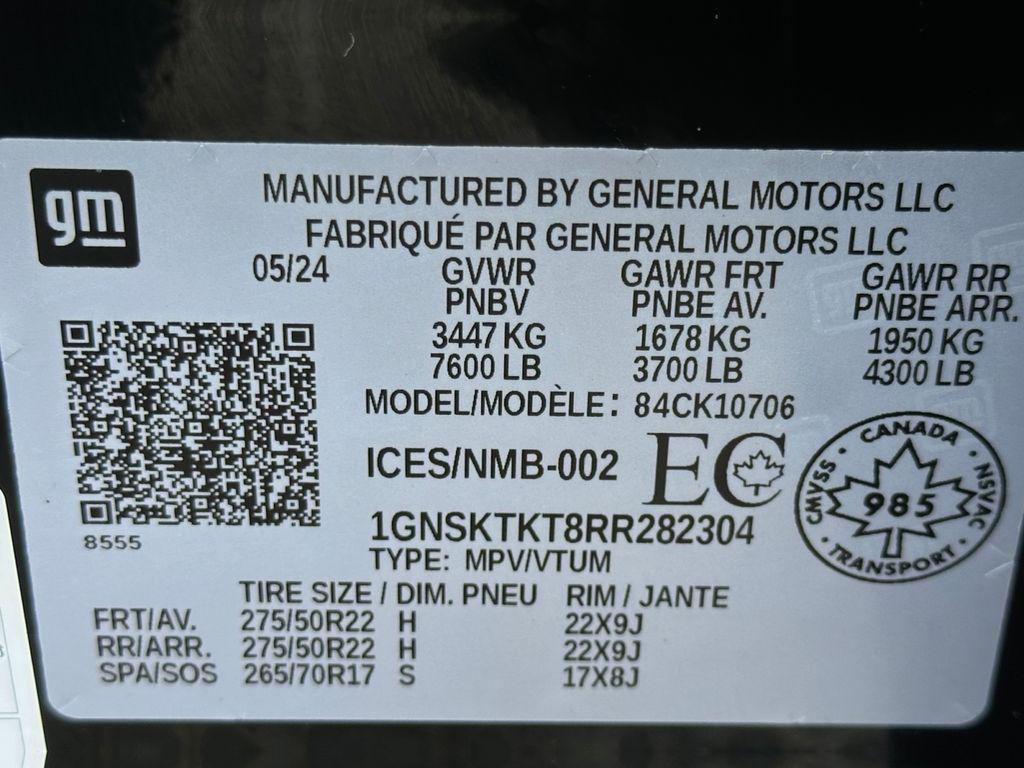 gm
MANUFACTURED BY GENERAL MOTORS LLC
FABRIQUÉ PAR GENERAL MOTORS LLC
05/24 GVWR GAWR FRT GAWR RR
PNBV PNBE AV. PNBE ARR.
3447 KG 1678 KG 1950 KG
7600 LB 3700 LB 4300 LB
MODEL/MODÈLE: 84CK10706
ICES/NMB-002 EC
CANADA
CMVSS 985 NSVAC
TRANSPORT
8555
1GNSKTKT8RR282304
TYPE: MPV/VTUM
TIRE SIZE / DIM. PNEU RIM / JANTE
FRT/AV. 275/50R22 H 22X9J
RR/ARR. 275/50R22 H 22X9J
SPA/SOS 265/70R17 S 17X8J